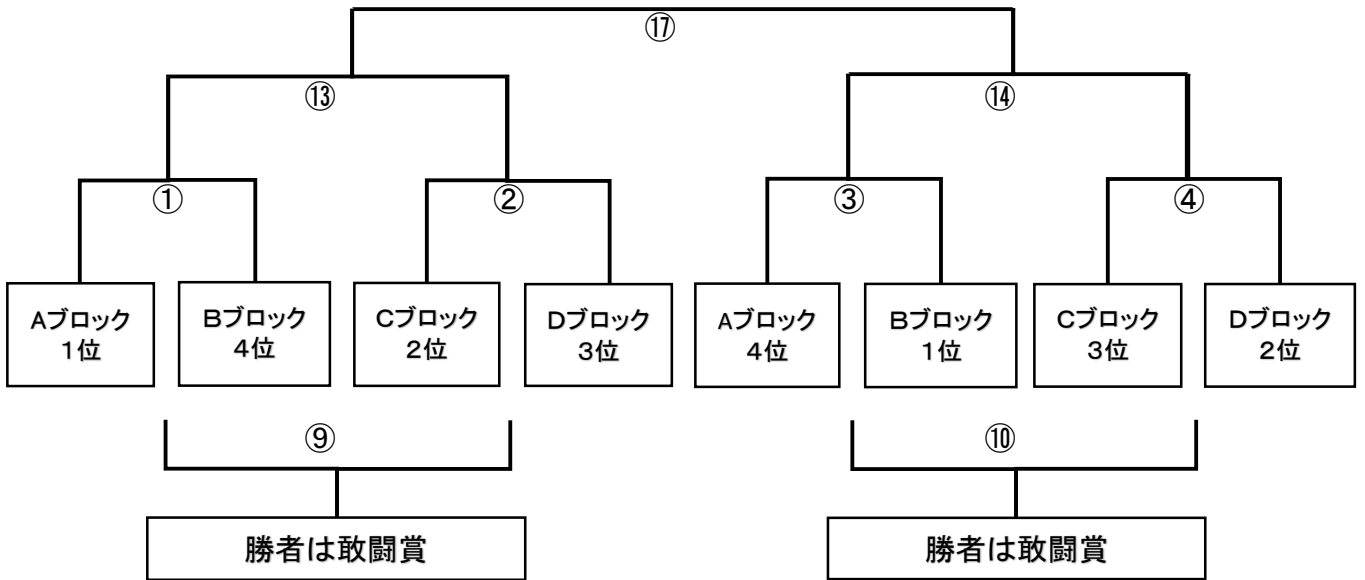 ⑰
⑬
⑭
①
②
③
④
Aブロック
1位
Bブロック
4位
Cブロック
2位
Dブロック
3位
Aブロック
4位
Bブロック
1位
Cブロック
3位
Dブロック
2位
⑨
⑩
勝者は敢闘賞
勝者は敢闘賞